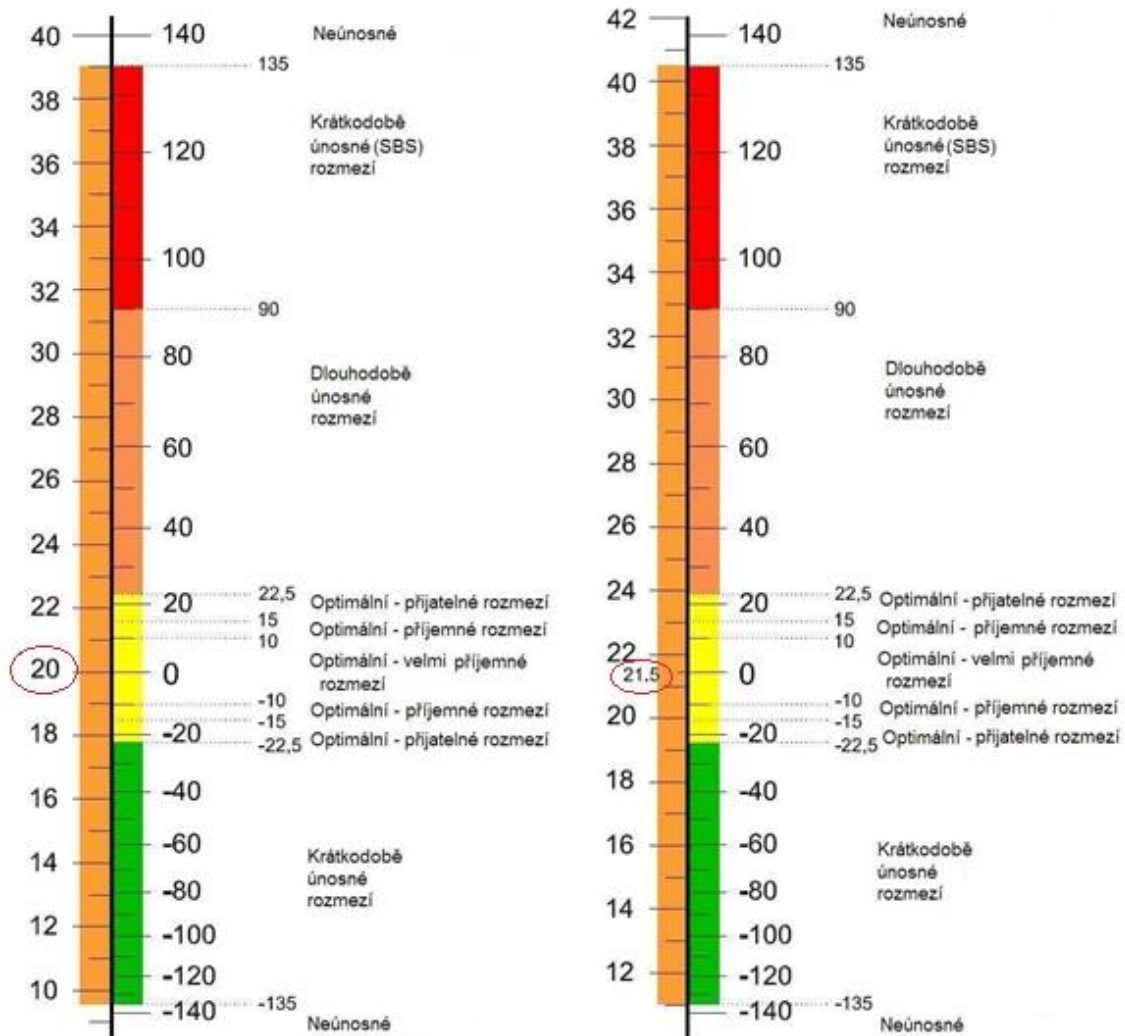 40
140
Neúnosné
135
38
Krátkodobě
únosné (SBS)
rozmezí
120
36
34
100
32
90
30
80
Dlouhodobě
únosné
rozmezí
28
60
26
40
24
22,5
22
20
Optimální - přijatelné rozmezí
15
Optimální - příjemné rozmezí
10
20
0
Optimální - velmi příjemné
rozmezí
-10
Optimální - příjemné rozmezí
-15
18
-20
-22,5
Optimální - přijatelné rozmezí
16
-40
-60
14
Krátkodobě
únosné
rozmezí
-80
12
-100
-120
10
-135
-140
Neúnosné
42
Neúnosné
140
135
40
Krátkodobě
únosné (SBS)
rozmezí
120
38
36
100
34
90
32
80
Dlouhodobě
únosné
rozmezí
30
60
28
26
40
24
22,5
20
Optimální - přijatelné rozmezí
15
Optimální - příjemné rozmezí
10
22
21,5
0
Optimální - velmi příjemné
rozmezí
-10
Optimální - příjemné rozmezí
20
-15
-20
-22,5
Optimální - přijatelné rozmezí
18
-40
16
-60
Krátkodobě
únosné
rozmezí
-80
14
-100
12
-120
-135
-140
Neúnosné